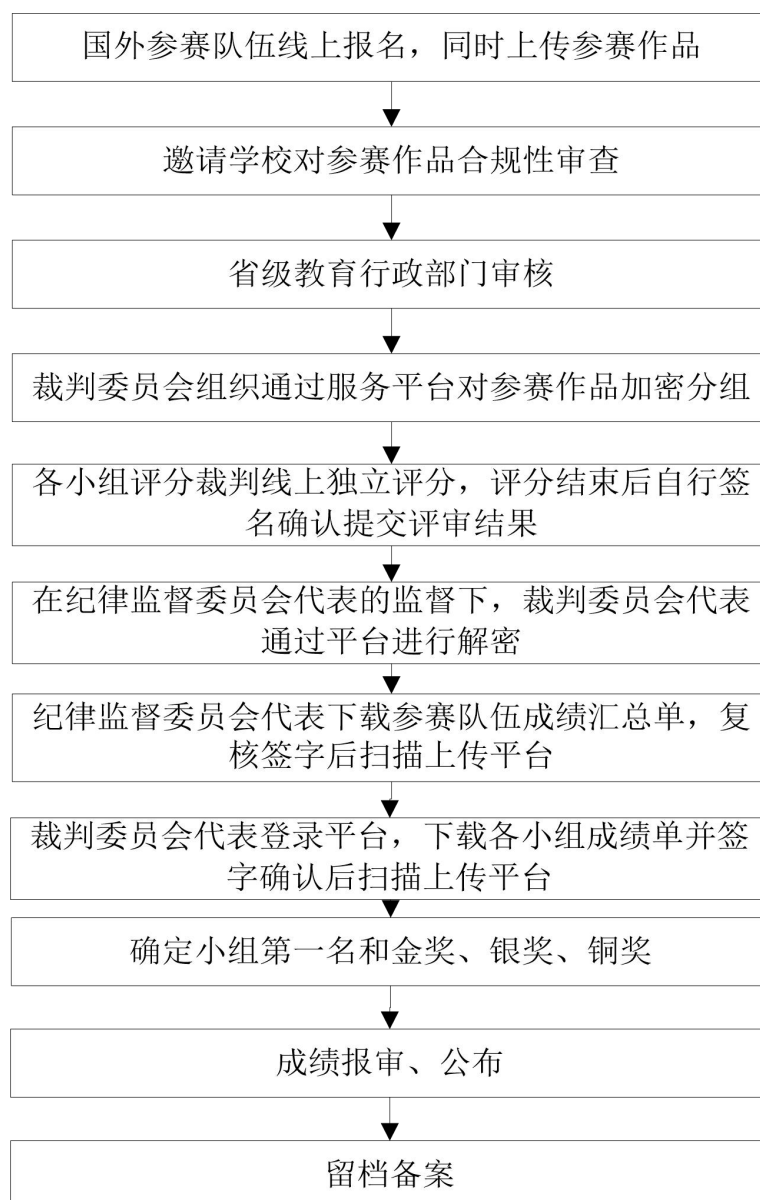 国外参赛队伍线上报名，同时上传参赛作品
邀请学校对参赛作品合规性审查
省级教育行政部门审核
裁判委员会组织通过服务平台对参赛作品加密分组
各小组评分裁判线上独立评分，评分结束后自行签
名确认提交评审结果
在纪律监督委员会代表的监督下，裁判委员会代表
通过平台进行解密
纪律监督委员会代表下载参赛队伍成绩汇总单，复
核签字后扫描上传平台
裁判委员会代表登录平台，下载各小组成绩单并签
字确认后扫描上传平台
确定小组第一名和金奖、银奖、铜奖
成绩报审、公布
留档备案